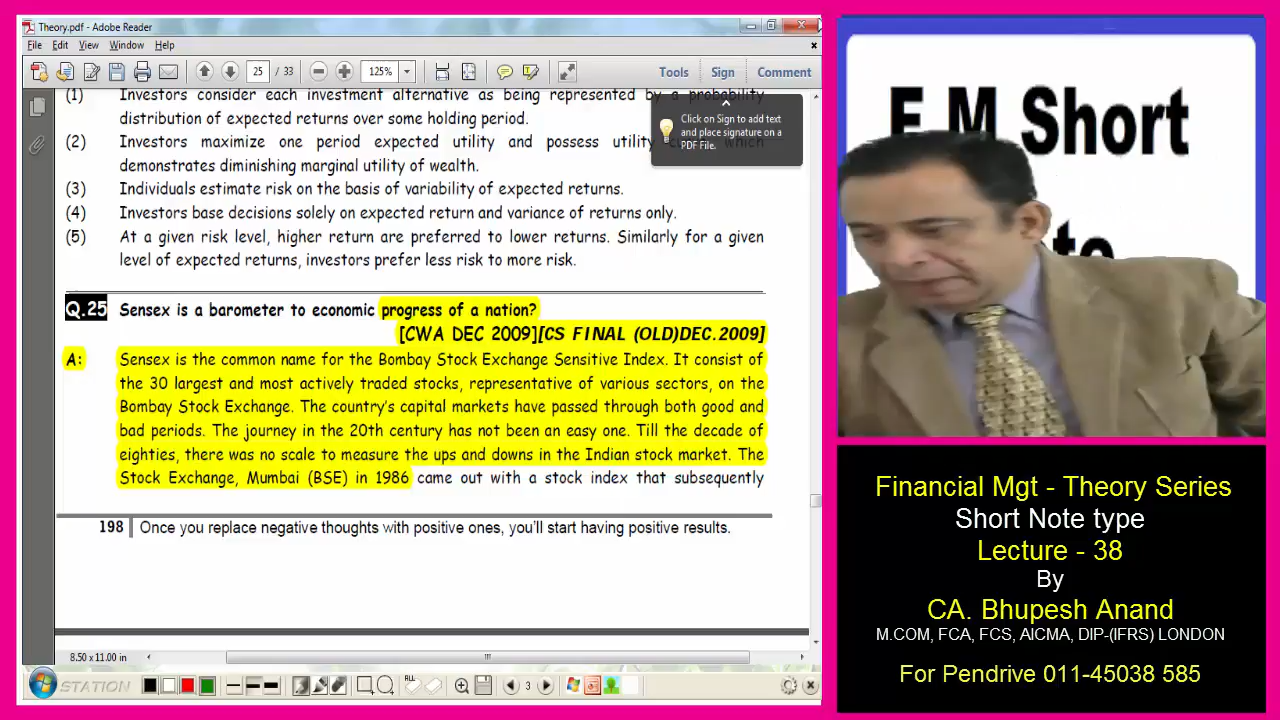 Theory.pdf - Adobe Reader
File Edit View Window Help
25 / 33 125% Tools Sign Comment
Click on Sign to add text
and place signature on a
PDF File.
(1) Investors consider each investment alternative as being represented by a probability
distribution of expected returns over some holding period.
(2) Investors maximize one period expected utility and possess utility which
demonstrates diminishing marginal utility of wealth.
(3) Individuals estimate risk on the basis of variability of expected returns.
(4) Investors base decisions solely on expected return and variance of returns only.
(5) At a given risk level, higher return are preferred to lower returns. Similarly for a given
level of expected returns, investors prefer less risk to more risk.
Q.25 Sensex is a barometer to economic progress of a nation?
[CWA DEC 2009][CS FINAL (OLD)DEC.2009]
A: Sensex is the common name for the Bombay Stock Exchange Sensitive Index. It consist of
the 30 largest and most actively traded stocks, representative of various sectors, on the
Bombay Stock Exchange. The country's capital markets have passed through both good and
bad periods. The journey in the 20th century has not been an easy one. Till the decade of
eighties, there was no scale to measure the ups and downs in the Indian stock market. The
Stock Exchange, Mumbai (BSE) in 1986 came out with a stock index that subsequently
198 Once you replace negative thoughts with positive ones, you'll start having positive results.
8.50 x 11.00 in
STATION
ALL
3
F M Short
Financial Mgt - Theory Series
Short Note type
Lecture - 38
By
CA. Bhupesh Anand
M.COM, FCA, FCS, AICMA, DIP-(IFRS) LONDON
For Pendrive 011-45038 585